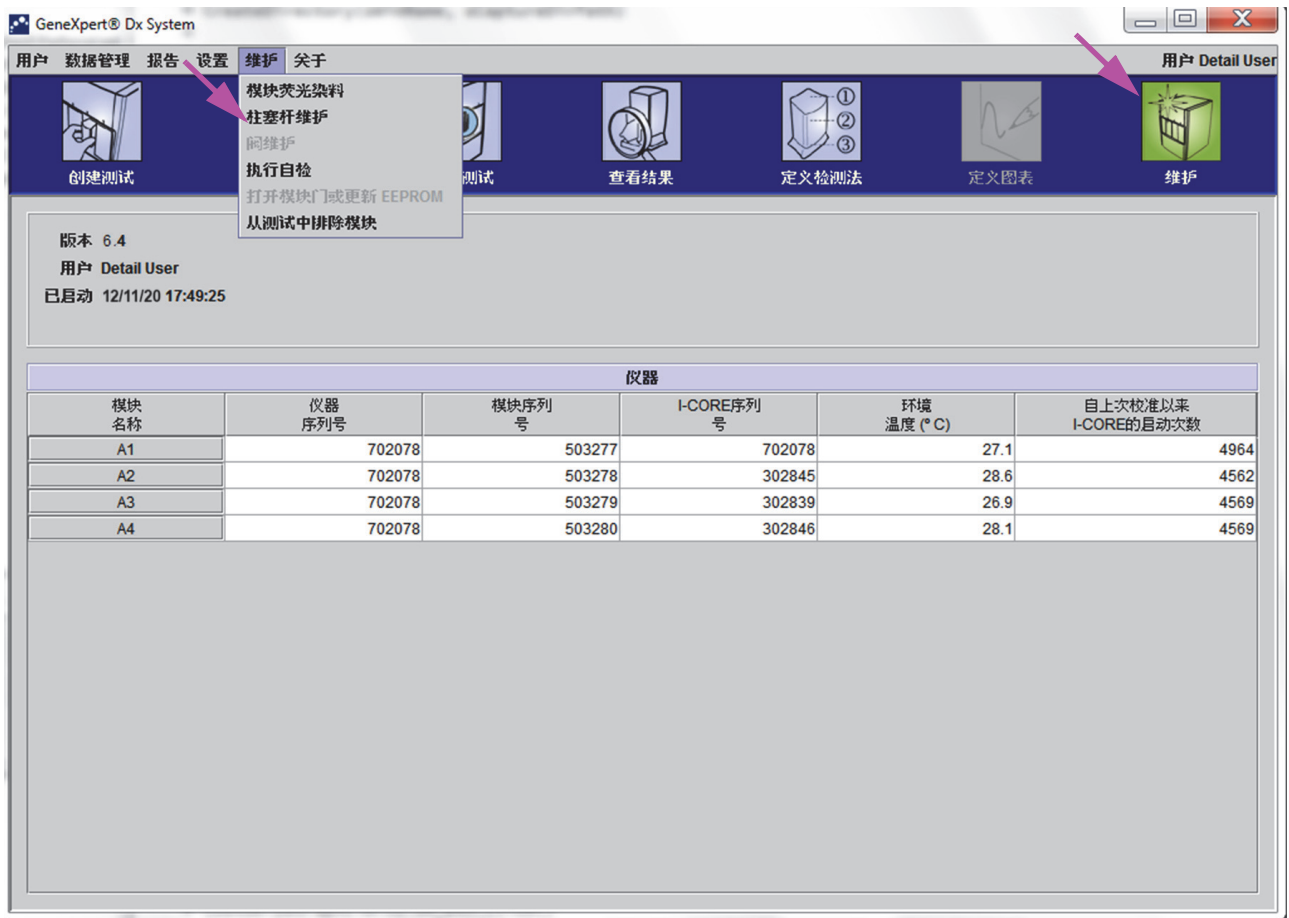 GeneXpert® Dx System
用户 数据管理 报告 设置 维护 关于
用户 Detail User
模块荧光染料
柱塞杆维护
阀维护
执行自检
打开模块门或更新 EEPROM
从测试中排除模块
创建测试 测试 查看结果 定义检测法 定义图表 维护
① ② ③
版本 6.4
用户 Detail User
已启动 12/11/20 17:49:25
仪器
模块 仪器 模块序列 I-CORE序列 环境 自上次校准以来
名称 序列号 号 号 温度 (° C) I-CORE的启动次数
A1 702078 503277 702078 27.1 4964
A2 702078 503278 302845 28.6 4562
A3 702078 503279 302839 26.9 4569
A4 702078 503280 302846 28.1 4569